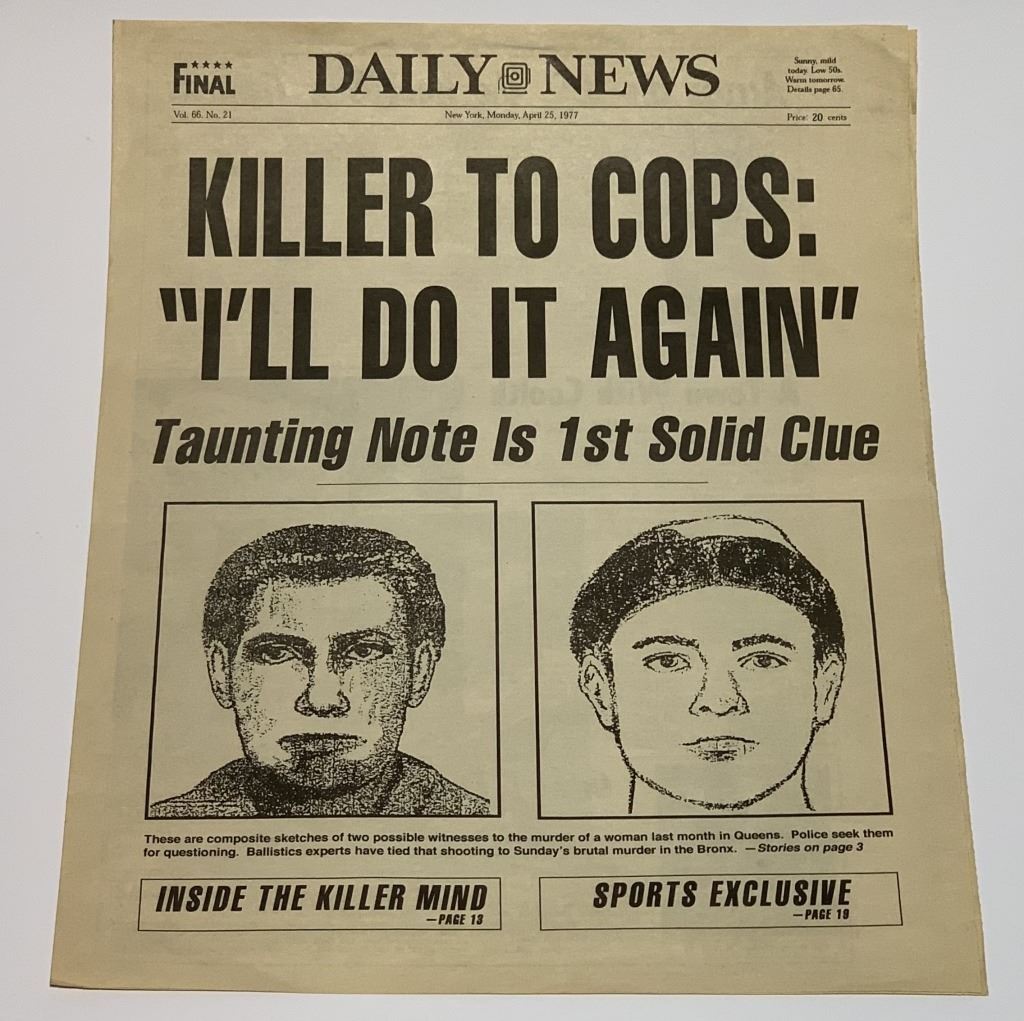 ★★★★
FINAL
DAILY NEWS
Sunny, mild
today. Low 50s.
Warm tomorrow.
Details page 65.
Vol. 66. No. 21
New York, Monday, April 25, 1977
Price: 20 cents
KILLER TO COPS:
"I'LL DO IT AGAIN"
Taunting Note Is 1st Solid Clue
These are composite sketches of two possible witnesses to the murder of a woman last month in Queens. Police seek them
for questioning. Ballistics experts have tied that shooting to Sunday's brutal murder in the Bronx. —Stories on page 3
INSIDE THE KILLER MIND
—PAGE 13
SPORTS EXCLUSIVE
—PAGE 19